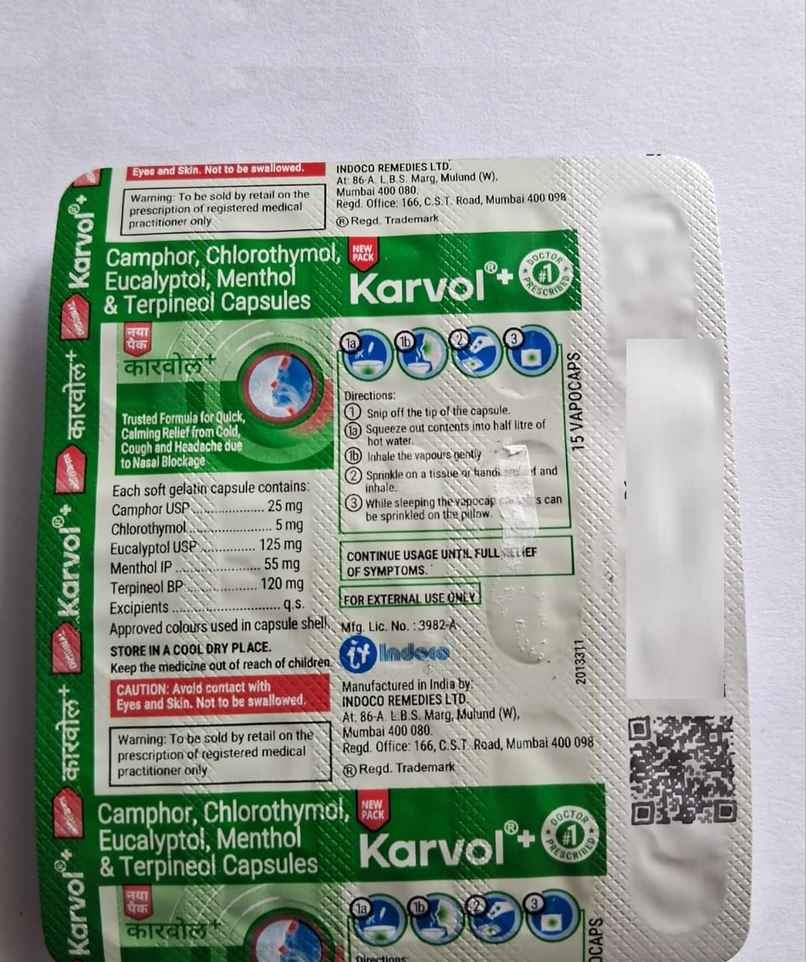 Eyes and Skin. Not to be swallowed.
Warning: To be sold by retail on the
prescription of registered medical
practitioner only
INDOCO REMEDIES LTD.
At: 86-A. L.B.S. Marg, Mulund (W),
Mumbai 400 080.
Regd. Office: 166, C.S.T. Road, Mumbai 400 098
® Regd. Trademark
Camphor, Chlorothymol,
Eucalyptol, Menthol
& Terpineol Capsules
NEW
PACK
Karvol®+
DOCTOR
#1
PRESCRIBED
नया
पैक
कारवोल+
Trusted Formula for Quick,
Calming Relief from Cold,
Cough and Headache due
to Nasal Blockage
Each soft gelatin capsule contains:
Camphor USP .................. 25 mg
Chlorothymol .................... 5 mg
Eucalyptol USP ............. 125 mg
Menthol IP ..................... 55 mg
Terpineol BP .................. 120 mg
Excipients .......................... q.s.
Approved colours used in capsule shell.
STORE IN A COOL DRY PLACE.
Keep the medicine out of reach of children.
CAUTION: Avoid contact with
Eyes and Skin. Not to be swallowed.
Warning: To be sold by retail on the
prescription of registered medical
practitioner only
1a 1b 2 3
Directions:
1 Snip off the tip of the capsule.
1a Squeeze out contents into half litre of
hot water.
1b Inhale the vapours gently
2 Sprinkle on a tissue or and
inhale.
3 While sleeping the vapocap can
be sprinkled on the pillow.
CONTINUE USAGE UNTIL FULL
OF SYMPTOMS.
FOR EXTERNAL USE ONLY
Mfg. Lic. No. : 3982-A
Indoco
Manufactured in India by:
INDOCO REMEDIES LTD.
At: 86-A L.B.S. Marg, Mulund (W),
Mumbai 400 080.
Regd. Office: 166, C.S.T. Road, Mumbai 400 098
® Regd. Trademark
15 VAPOCAPS
2013311
Camphor, Chlorothymol,
Eucalyptol, Menthol
& Terpineol Capsules
NEW
PACK
Karvol®+
DOCTOR
#1
PRESCRIBED
नया
पैक
कारवोल+
1a 1b 2 3
Directions:
OCAPS
Karvol®+
कारवोल+
Karvol®+
कारवोल+
Karvol®+